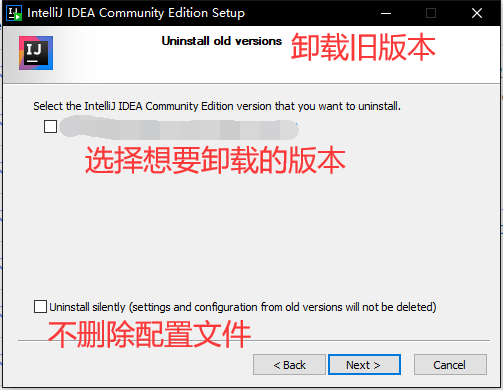 IntelliJ IDEA Community Edition Setup
Uninstall old versions
卸载旧版本
IJ
Select the IntelliJ IDEA Community Edition version that you want to uninstall.
选择想要卸载的版本
Uninstall silently (settings and configuration from old versions will not be deleted)
不删除配置文件
< Back
Next >
Cancel